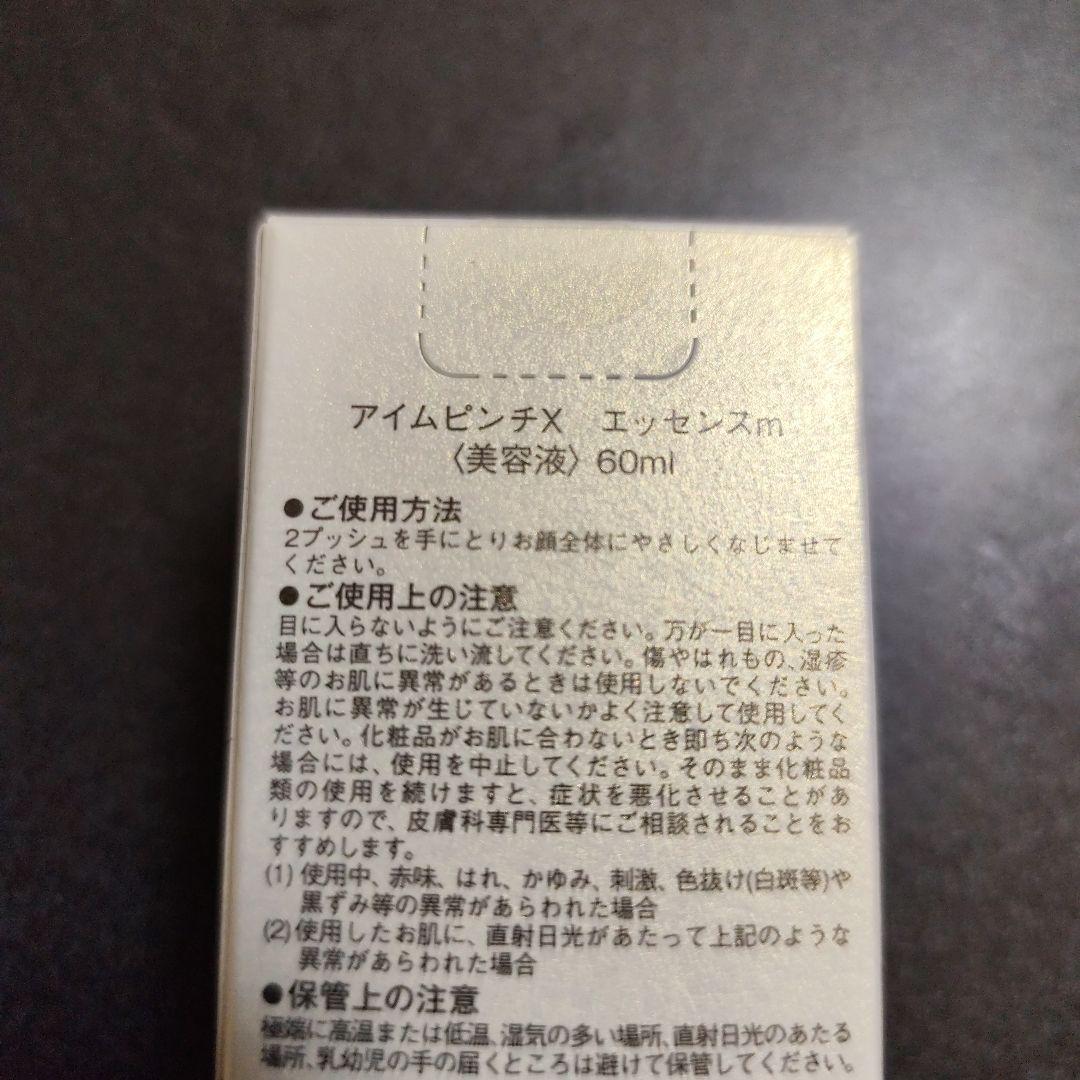 アイムピンチX エッセンスm
〈美容液〉60ml
●ご使用方法
2プッシュを手にとりお顔全体にやさしくなじませて
ください。
●ご使用上の注意
目に入らないようにご注意ください。万が一目に入った
場合は直ちに洗い流してください。傷やはれもの、湿疹
等のお肌に異常があるときは使用しないでください。
お肌に異常が生じていないかよく注意して使用してく
ださい。化粧品がお肌に合わないとき即ち次のような
場合には、使用を中止してください。そのまま化粧品
類の使用を続けますと、症状を悪化させることがあ
りますので、皮膚科専門医等にご相談されることをお
すすめします。
(1) 使用中、赤味、はれ、かゆみ、刺激、色抜け(白斑等)や
黒ずみ等の異常があらわれた場合
(2)使用したお肌に、直射日光があたって上記のような
異常があらわれた場合
●保管上の注意
極端に高温または低温、湿気の多い場所、直射日光のあたる
場所、乳幼児の手の届くところは避けて保管してください。